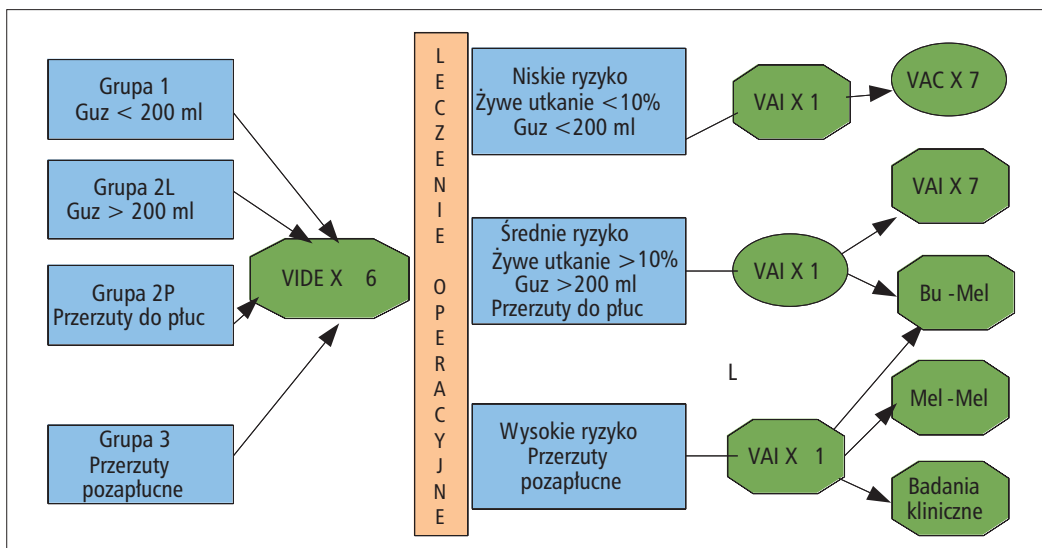 Grupa 1
Guz < 200 ml
Grupa 2L
Guz > 200 ml
Grupa 2P
Przerzuty do płuc
Grupa 3
Przerzuty
pozapłucne
VIDE X 6
LECZENIE OPERACYJNE
Niskie ryzyko
Żywe utkanie <10%
Guz <200 ml
VAI X 1
VAC X 7
Średnie ryzyko
Żywe utkanie >10%
Guz >200 ml
Przerzuty do płuc
VAI X 1
VAI X 7
Bu -Mel
L
Wysokie ryzyko
Przerzuty
pozapłucne
VAI X 1
Mel -Mel
Badania
kliniczne